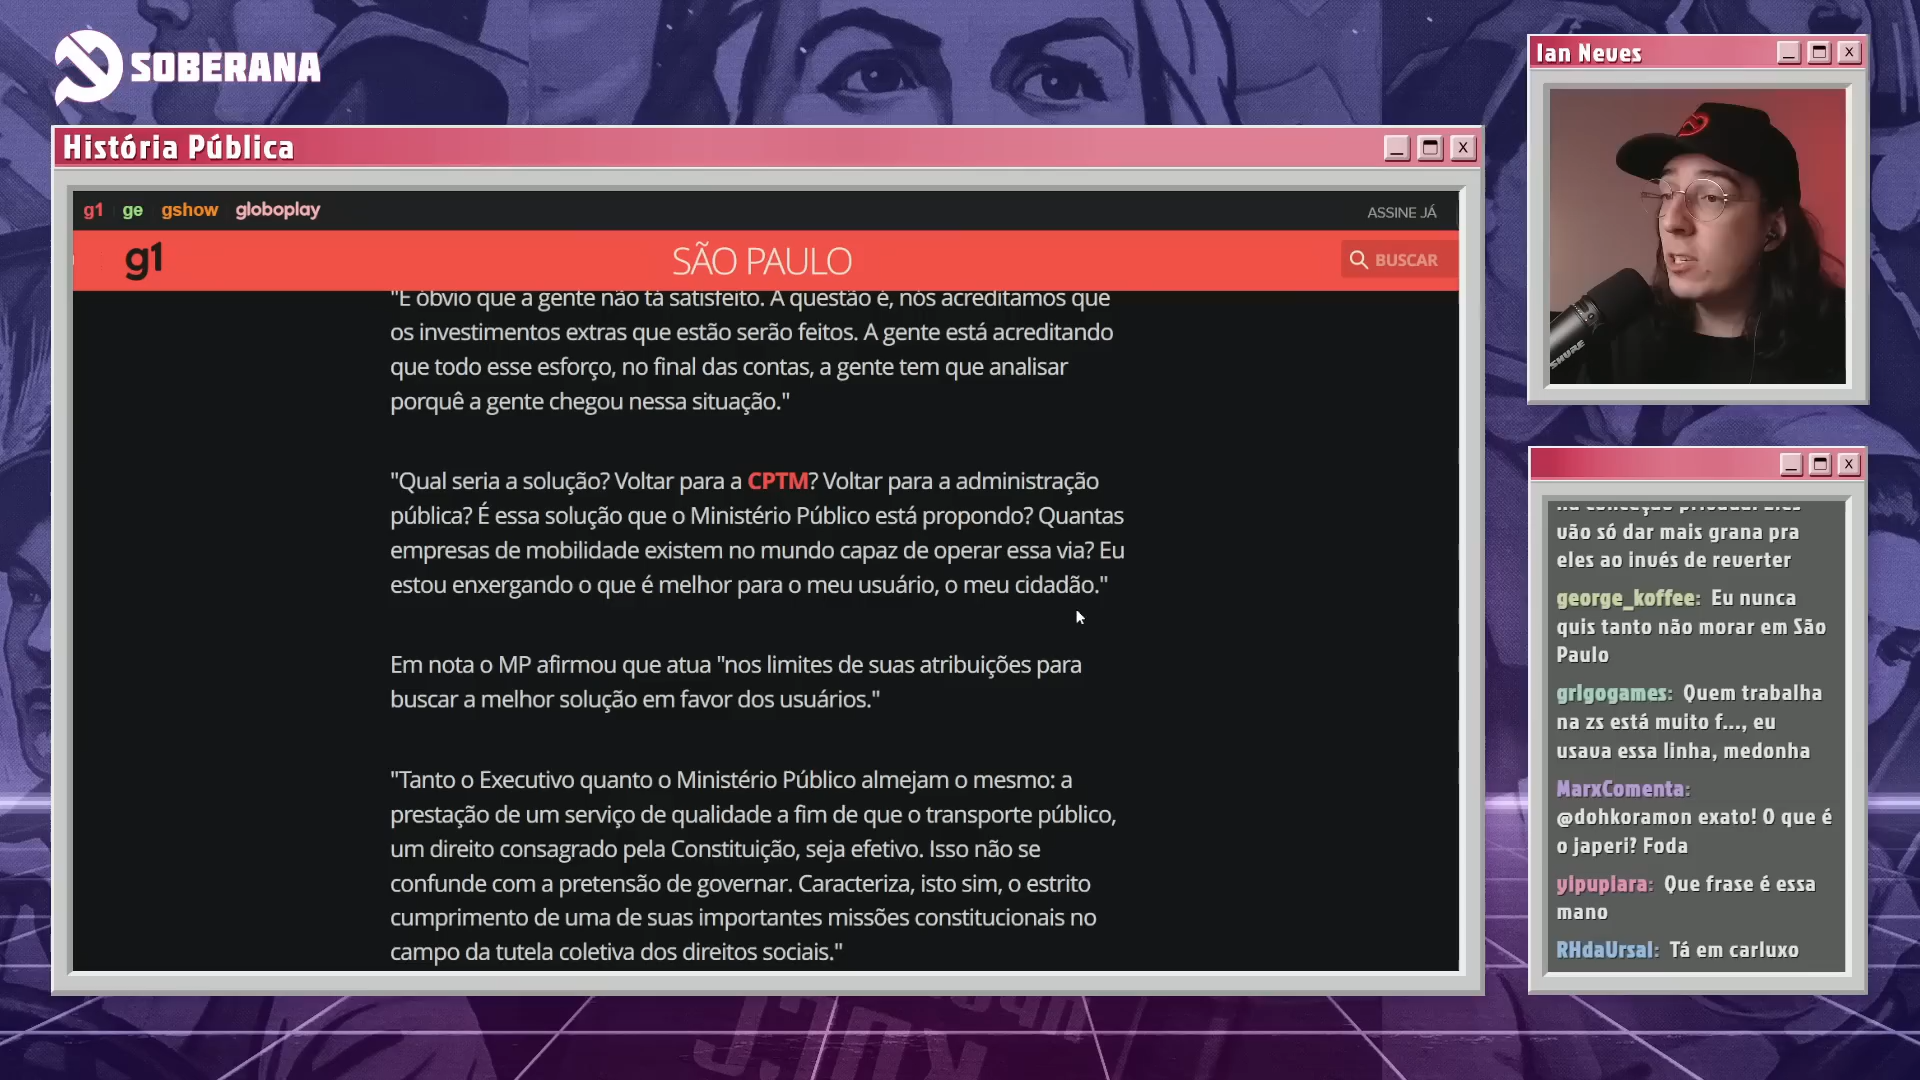 SOBERANA
História Pública
g1 ge gshow globoplay
ASSINE JÁ
g1
SÃO PAULO
BUSCAR
"É óbvio que a gente não tá satisfeito. A questão é, nós acreditamos que
os investimentos extras que estão serão feitos. A gente está acreditando
que todo esse esforço, no final das contas, a gente tem que analisar
porquê a gente chegou nessa situação."
"Qual seria a solução? Voltar para a CPTM? Voltar para a administração
pública? É essa solução que o Ministério Público está propondo? Quantas
empresas de mobilidade existem no mundo capaz de operar essa via? Eu
estou enxergando o que é melhor para o meu usuário, o meu cidadão."
Em nota o MP afirmou que atua "nos limites de suas atribuições para
buscar a melhor solução em favor dos usuários."
"Tanto o Executivo quanto o Ministério Público almejam o mesmo: a
prestação de um serviço de qualidade a fim de que o transporte público,
um direito consagrado pela Constituição, seja efetivo. Isso não se
confunde com a pretensão de governar. Caracteriza, isto sim, o estrito
cumprimento de uma de suas importantes missões constitucionais no
campo da tutela coletiva dos direitos sociais."
Ian Neves
SHURE
vão só dar mais grana pra
eles ao invés de reverter
george_koffee: Eu nunca
quis tanto não morar em São
Paulo
grigogames: Quem trabalha
na zs está muito f..., eu
usava essa linha, medonha
MarxComenta:
@dohkoramon exato! O que é
o japeri? Foda
yipupiara: Que frase é essa
mano
RHdaUrsal: Tá em carluxo